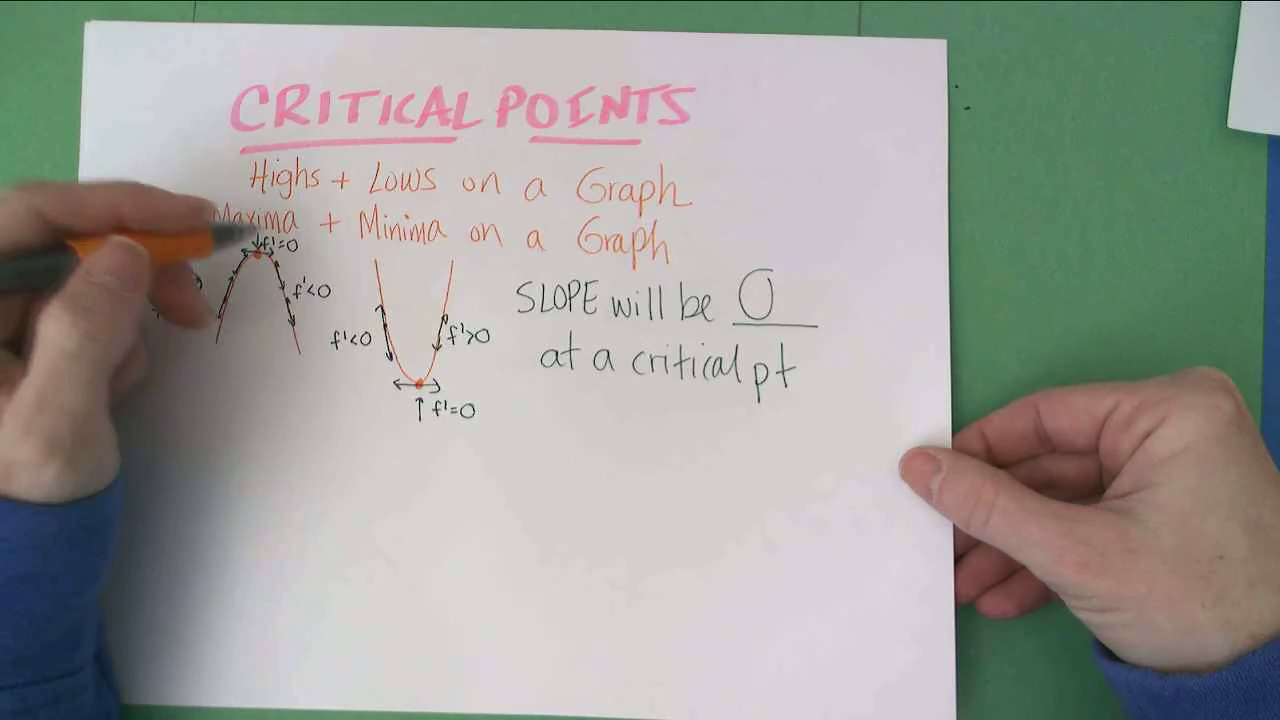 CRITICAL POINTS
Highs + Lows on a Graph
Maxima + Minima on a Graph
f'=0
f'<0
f'<0
f'>0
f'=0
SLOPE will be 0
at a critical pt